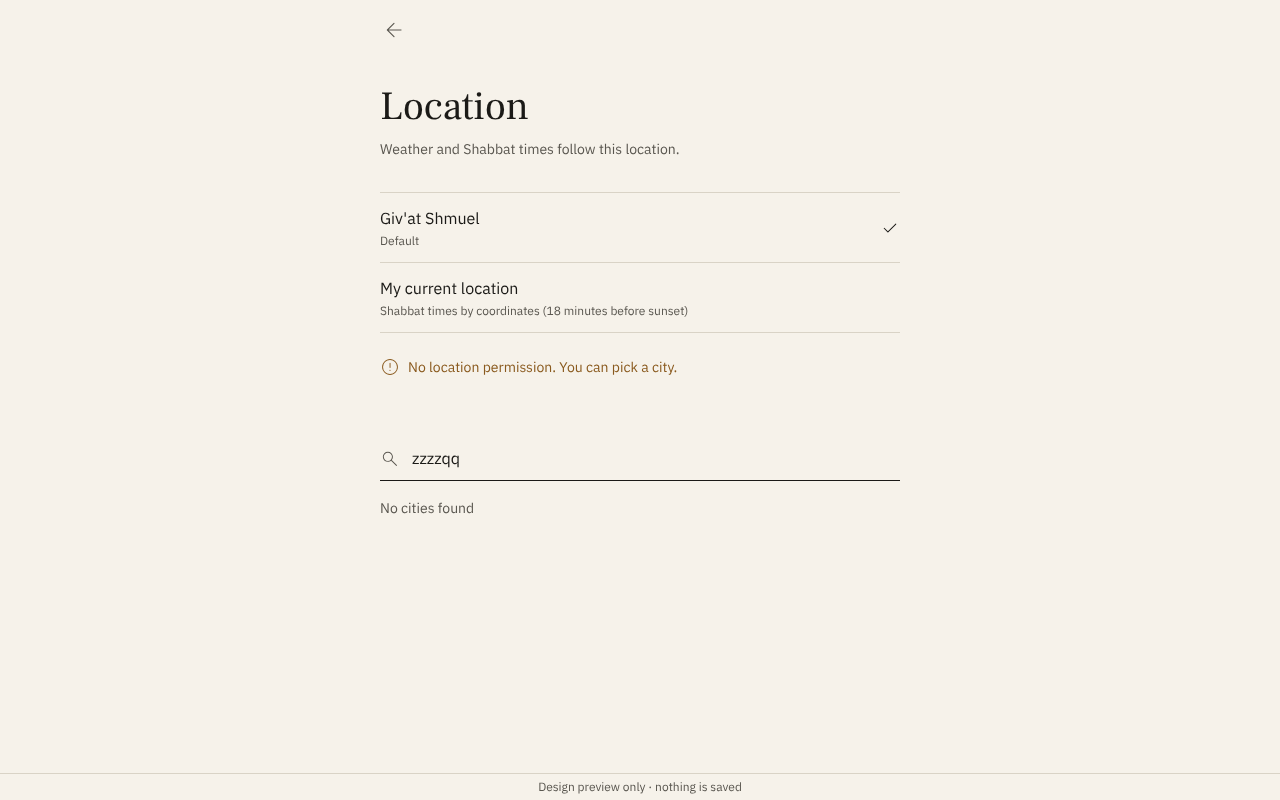 Location
Weather and Shabbat times follow this location.
Giv'at Shmuel
Default
My current location
Shabbat times by coordinates (18 minutes before sunset)
No location permission. You can pick a city.
zzzzqq
No cities found
Design preview only · nothing is saved